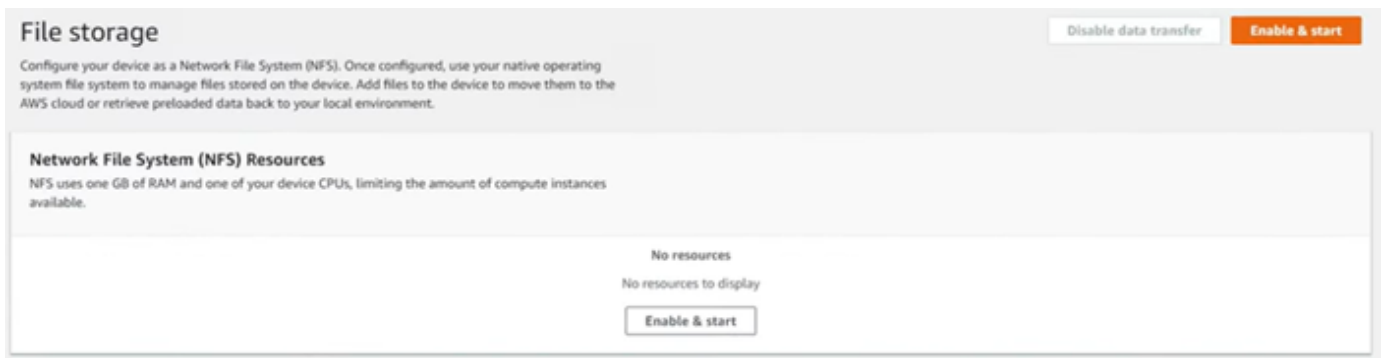 File storage
Disable data transfer
Enable & start
Configure your device as a Network File System (NFS). Once configured, use your native operating
system file system to manage files stored on the device. Add files to the device to move them to the
AWS cloud or retrieve preloaded data back to your local environment.
Network File System (NFS) Resources
NFS uses one GB of RAM and one of your device CPUs, limiting the amount of compute instances
available.
No resources
No resources to display
Enable & start